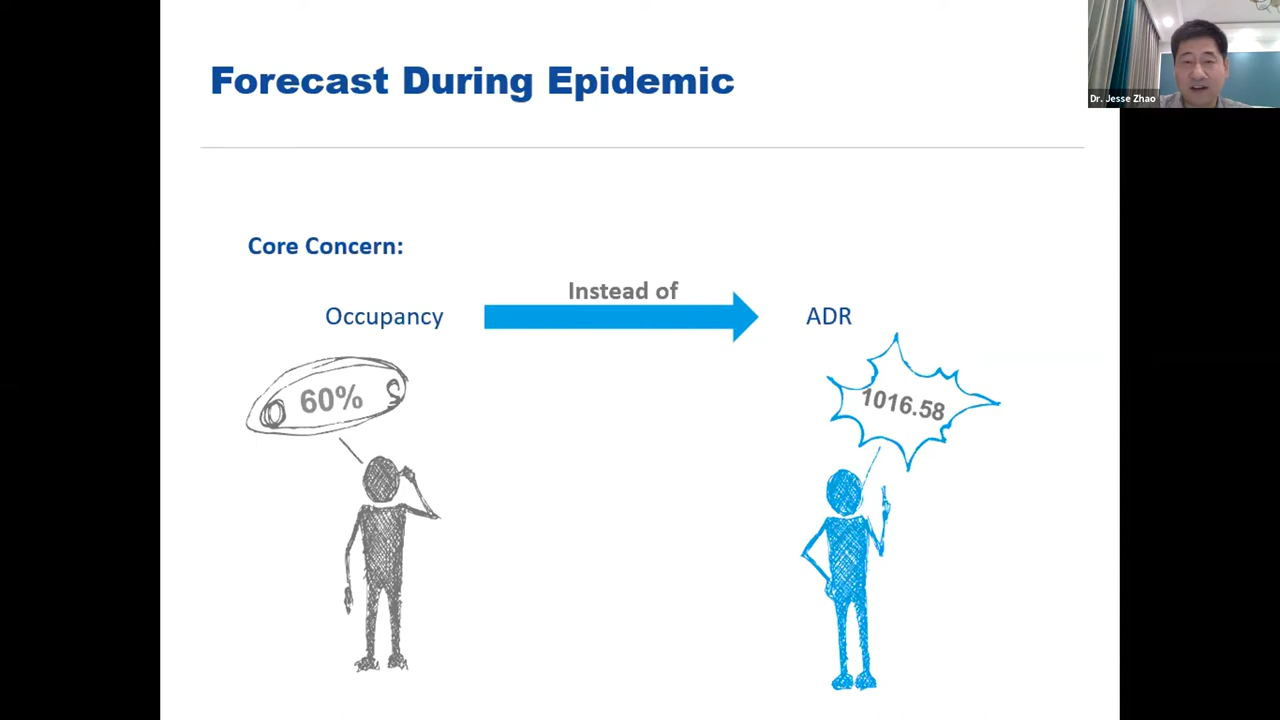 Forecast During Epidemic
Dr. Jesse Zhao
Core Concern:
Instead of
Occupancy
ADR
60%
1016.58